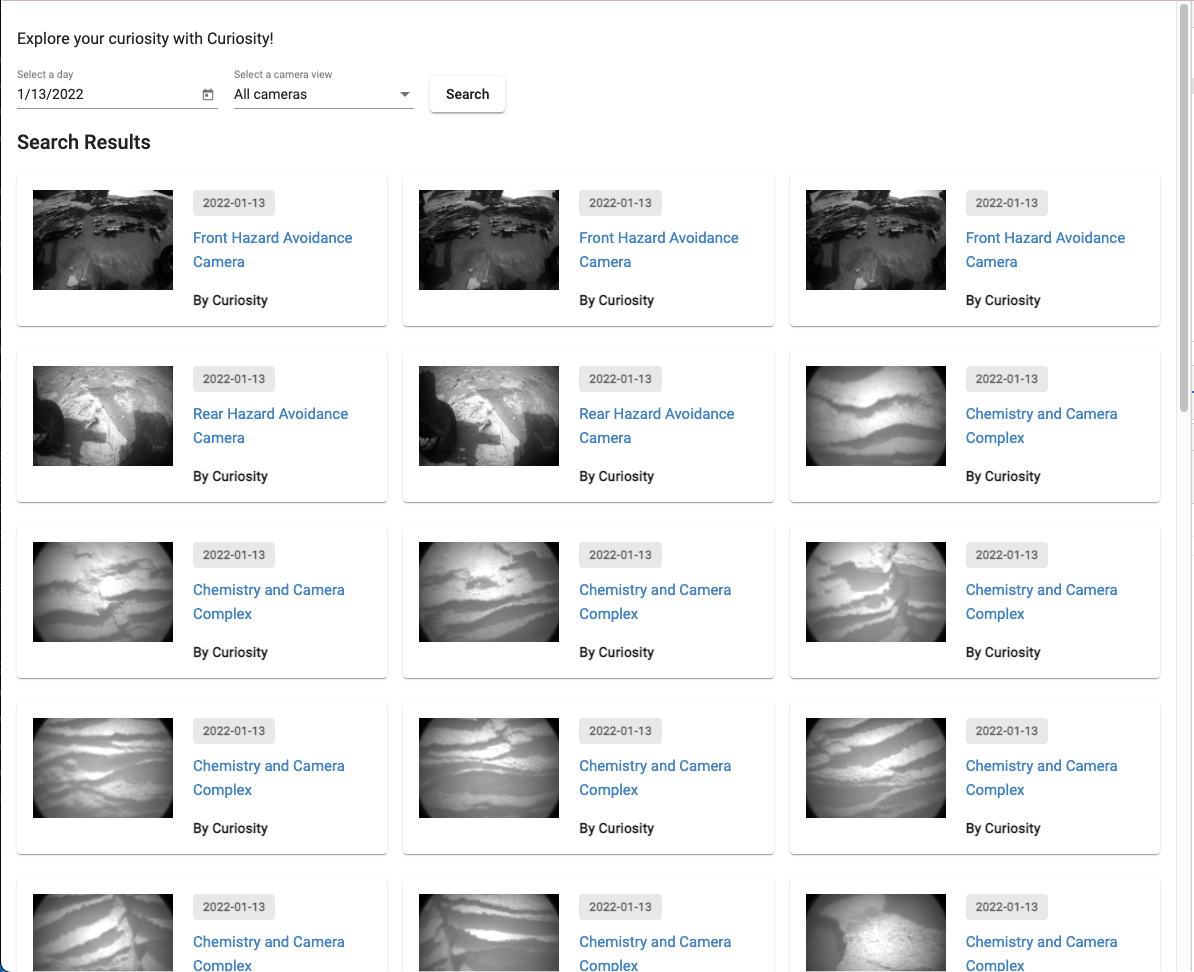 Explore your curiosity with Curiosity!
Select a day
Select a camera view
1/13/2022
All cameras
Search
Search Results
2022-01-13
Front Hazard Avoidance
Camera
By Curiosity
2022-01-13
Front Hazard Avoidance
Camera
By Curiosity
2022-01-13
Front Hazard Avoidance
Camera
By Curiosity
2022-01-13
Rear Hazard Avoidance
Camera
By Curiosity
2022-01-13
Rear Hazard Avoidance
Camera
By Curiosity
2022-01-13
Chemistry and Camera
Complex
By Curiosity
2022-01-13
Chemistry and Camera
Complex
By Curiosity
2022-01-13
Chemistry and Camera
Complex
By Curiosity
2022-01-13
Chemistry and Camera
Complex
By Curiosity
2022-01-13
Chemistry and Camera
Complex
By Curiosity
2022-01-13
Chemistry and Camera
Complex
By Curiosity
2022-01-13
Chemistry and Camera
Complex
By Curiosity
2022-01-13
Chemistry and Camera
Complex
2022-01-13
Chemistry and Camera
Complex
2022-01-13
Chemistry and Camera
Complex